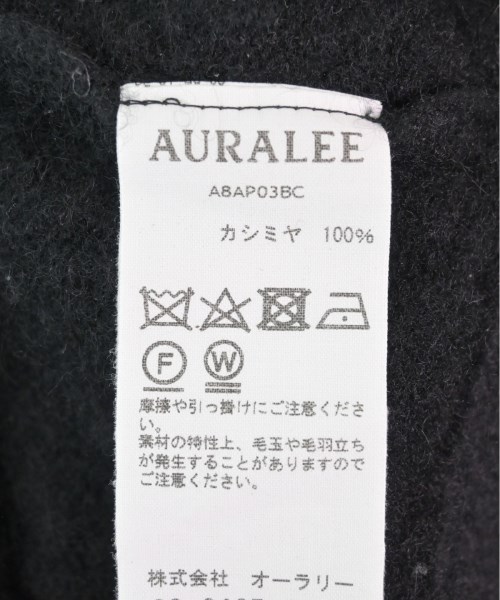 AURALEE
A8AP03BC
カシミヤ 100%
F W
摩擦や引っ掛けにご注意くださ
い。
素材の特性上、毛玉や毛羽立ち
が発生することがありますので
ご注意ください。
株式会社 オーラリー